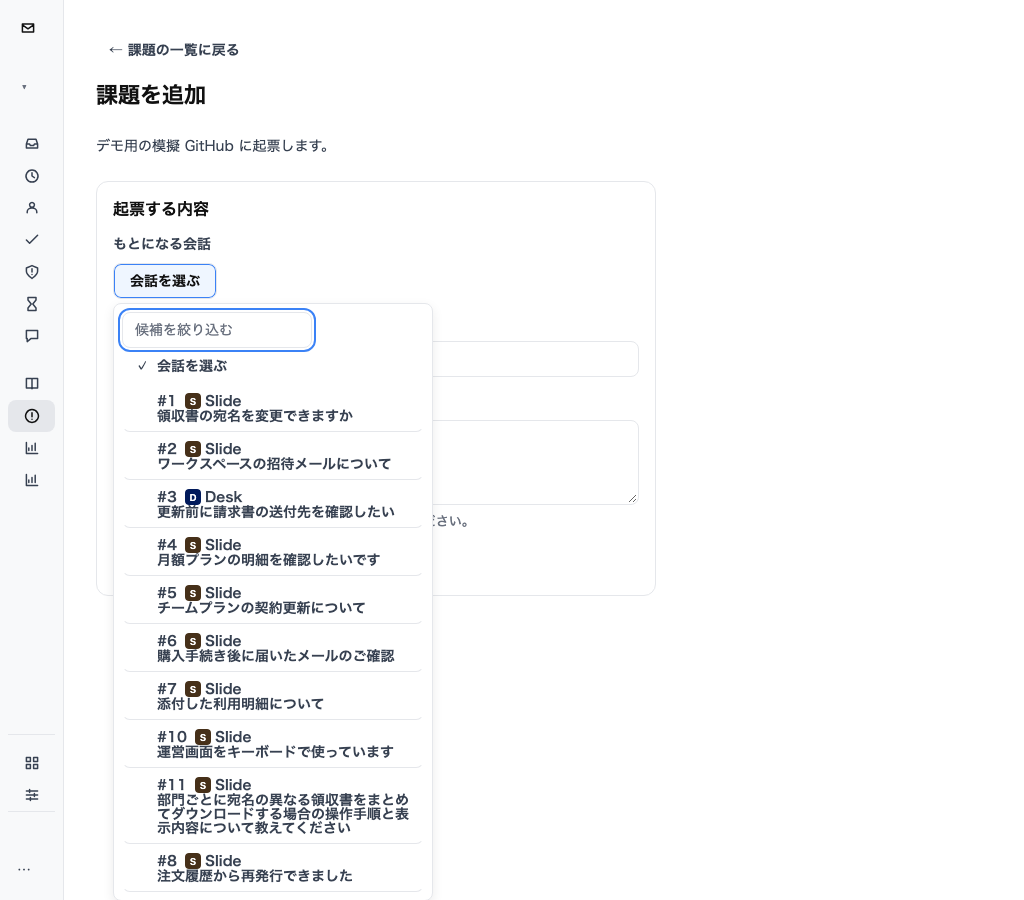 ← 課題の一覧に戻る
課題を追加
デモ用の模擬 GitHub に起票します。
起票する内容
もとになる会話
会話を選ぶ
候補を絞り込む
✓ 会話を選ぶ
#1 S Slide
領収書の宛名を変更できますか
#2 S Slide
ワークスペースの招待メールについて
#3 D Desk
更新前に請求書の送付先を確認したい
ださい。
#4 S Slide
月額プランの明細を確認したいです
#5 S Slide
チームプランの契約更新について
#6 S Slide
購入手続き後に届いたメールのご確認
#7 S Slide
添付した利用明細について
#10 S Slide
運営画面をキーボードで使っています
#11 S Slide
部門ごとに宛名の異なる領収書をまとめ
てダウンロードする場合の操作手順と表
示内容について教えてください
#8 S Slide
注文履歴から再発行できました